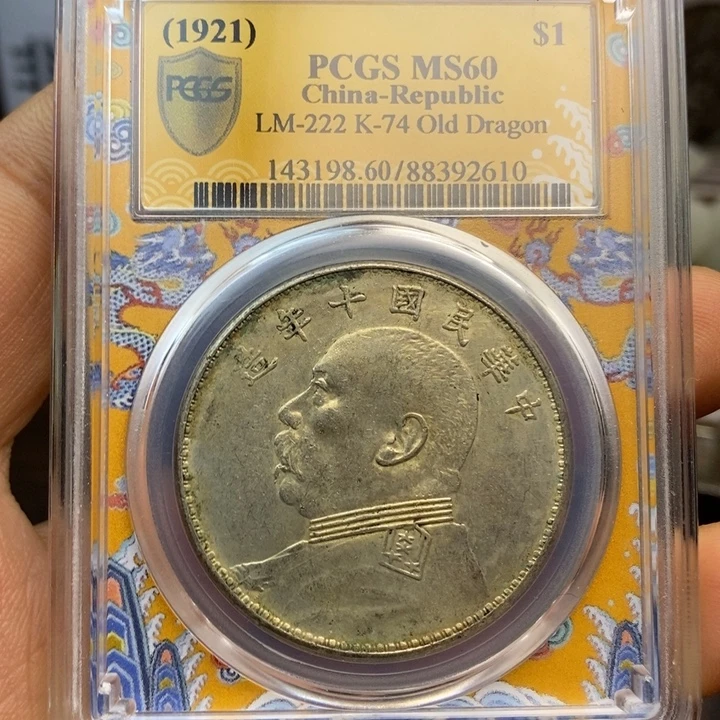 (1921) $1
PCGS
PCGS MS60
China-Republic
LM-222 K-74 Old Dragon
143198.60/88392610
中華民國十年造